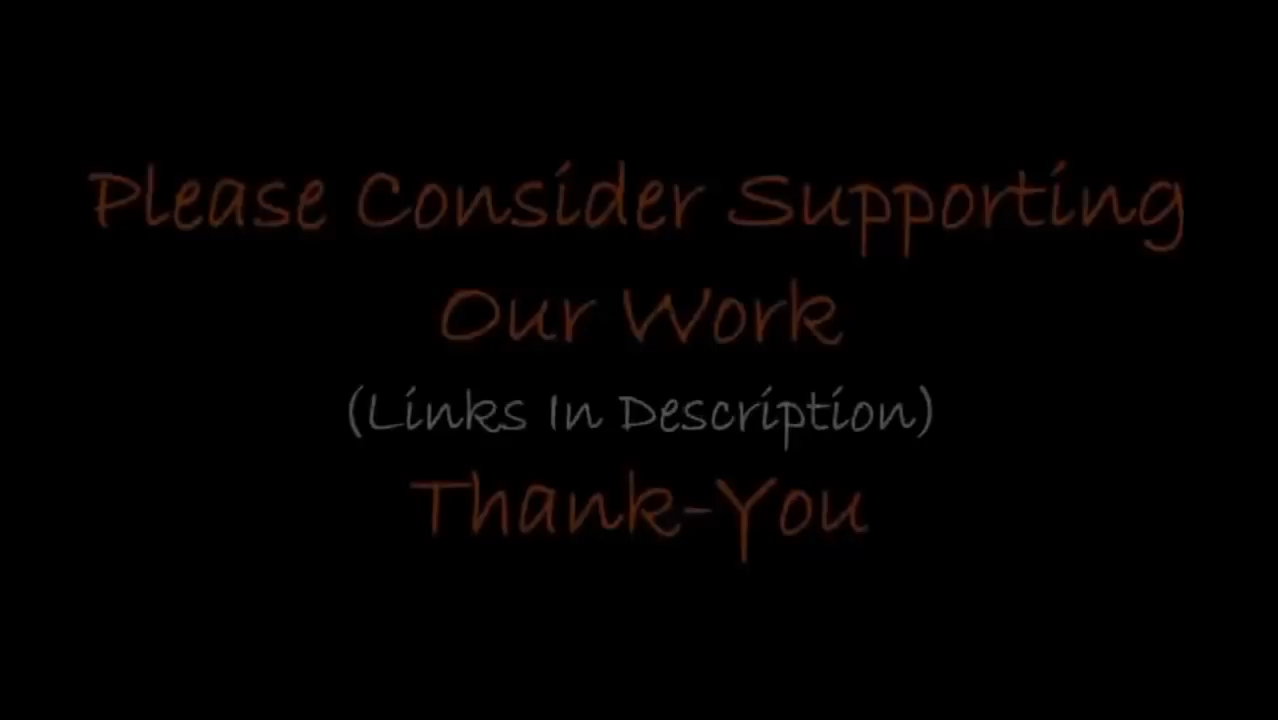 Please Consider Supporting
Our Work
(Links In Description)
Thank-You